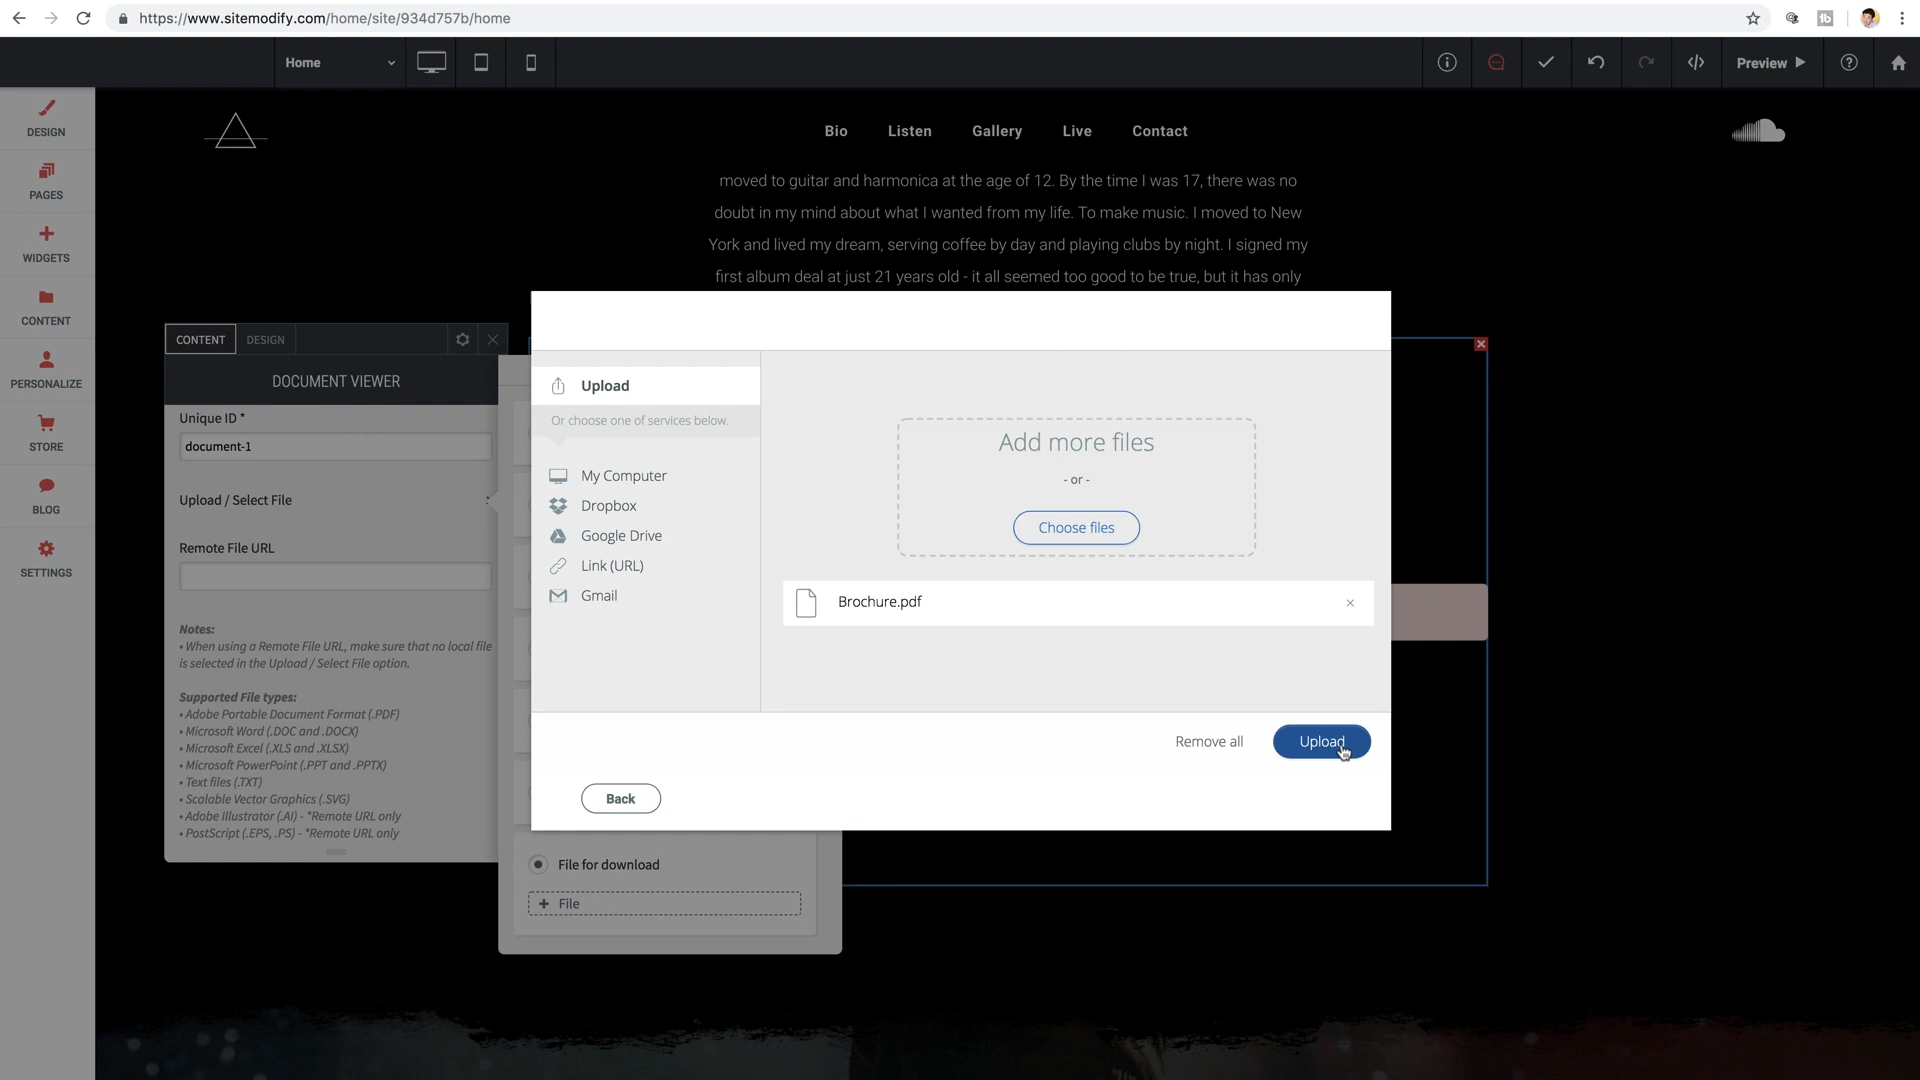 https://www.sitemodify.com/home/site/934d757b/home
Home
Preview
DESIGN
PAGES
WIDGETS
CONTENT
PERSONALIZE
STORE
BLOG
SETTINGS
Bio
Listen
Gallery
Live
Contact
moved to guitar and harmonica at the age of 12. By the time I was 17, there was no
doubt in my mind about what I wanted from my life. To make music. I moved to New
York and lived my dream, serving coffee by day and playing clubs by night. I signed my
first album deal at just 21 years old - it all seemed too good to be true, but it has only
CONTENT
DESIGN
DOCUMENT VIEWER
Unique ID *
document-1
Upload / Select File
Remote File URL
Notes:
• When using a Remote File URL, make sure that no local file
is selected in the Upload / Select File option.
Supported File types:
• Adobe Portable Document Format (.PDF)
• Microsoft Word (.DOC and .DOCX)
• Microsoft Excel (.XLS and .XLSX)
• Microsoft PowerPoint (.PPT and .PPTX)
• Text files (.TXT)
• Scalable Vector Graphics (.SVG)
• Adobe Illustrator (.AI) - *Remote URL only
• PostScript (.EPS, .PS) - *Remote URL only
Upload
Or choose one of services below.
My Computer
Dropbox
Google Drive
Link (URL)
Gmail
Add more files
- or -
Choose files
Brochure.pdf
Remove all
Upload
Back
File for download
+ File